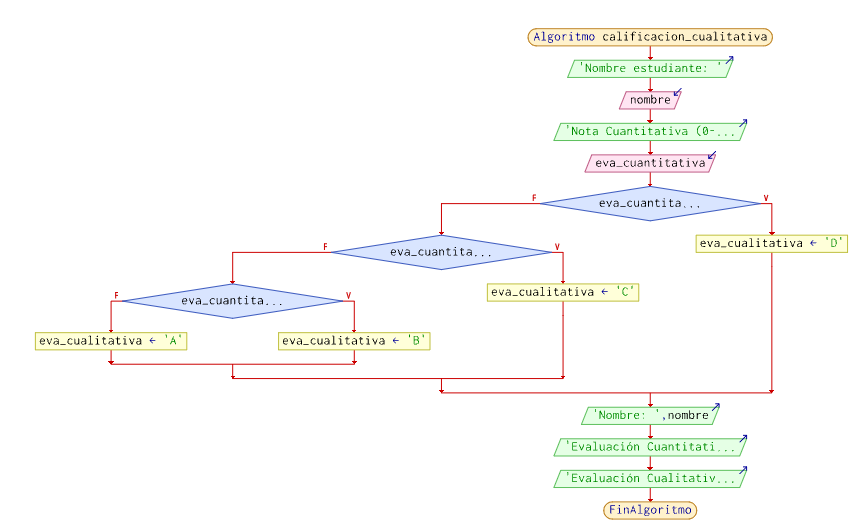 Algoritmo calificacion_cualitativa
'Nombre estudiante: '
nombre
'Nota Cuantitativa (0-...
eva_cuantitativa
F
eva_cuantita...
V
eva_cualitativa ← 'D'
F
eva_cuantita...
V
eva_cualitativa ← 'C'
F
eva_cuantita...
V
eva_cualitativa ← 'A'
eva_cualitativa ← 'B'
'Nombre: ',nombre
'Evaluación Cuantitati...
'Evaluación Cualitativ...
FinAlgoritmo